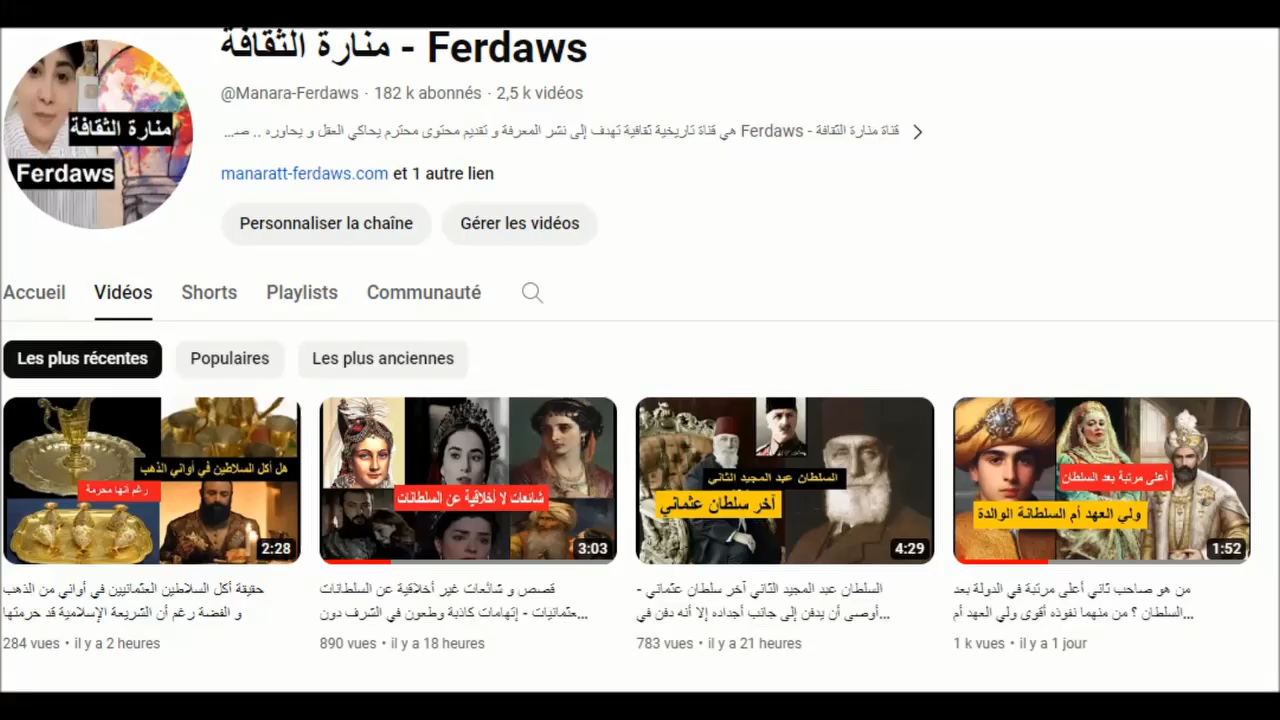 منارة الثقافة - Ferdaws
@Manara-Ferdaws · 182 k abonnés · 2,5 k vidéos
قناة منارة الثقافة - Ferdaws هي قناة تاريخية ثقافية تهدف إلى نشر المعرفة و تقديم محتوى محترم يحاكي العقل و يحاوره .. صـ...
manaratt-ferdaws.com et 1 autre lien
منارة الثقافة
Ferdaws
Personnaliser la chaîne
Gérer les vidéos
Accueil Vidéos Shorts Playlists Communauté
Les plus récentes
Populaires
Les plus anciennes
هل أكل السلاطين في أواني الذهب
رغم انها محرمة
2:28
شائعات لا أخلاقية عن السلطانات
3:03
السلطان عبد المجيد الثاني
آخر سلطان عثماني
4:29
أعلى مرتبة بعد السلطان
ولي العهد أم السلطانة الوالدة
1:52
حقيقة أكل السلاطين العثمانيين في أواني من الذهب
و الفضة رغم أن الشريعة الإسلامية قد حرمتها
284 vues · il y a 2 heures
قصص و شائعات غير أخلاقية عن السلطانات
عثمانيات - إتهامات كاذبة وطعون في الشرف دون...
890 vues · il y a 18 heures
السلطان عبد المجيد الثاني آخر سلطان عثماني -
أوصى أن يدفن إلى جانب أجداده إلا أنه دفن في...
783 vues · il y a 21 heures
من هو صاحب ثاني أعلى مرتبة في الدولة بعد
السلطان ؟ من منهما نفوذه أقوى ولي العهد أم...
1 k vues · il y a 1 jour